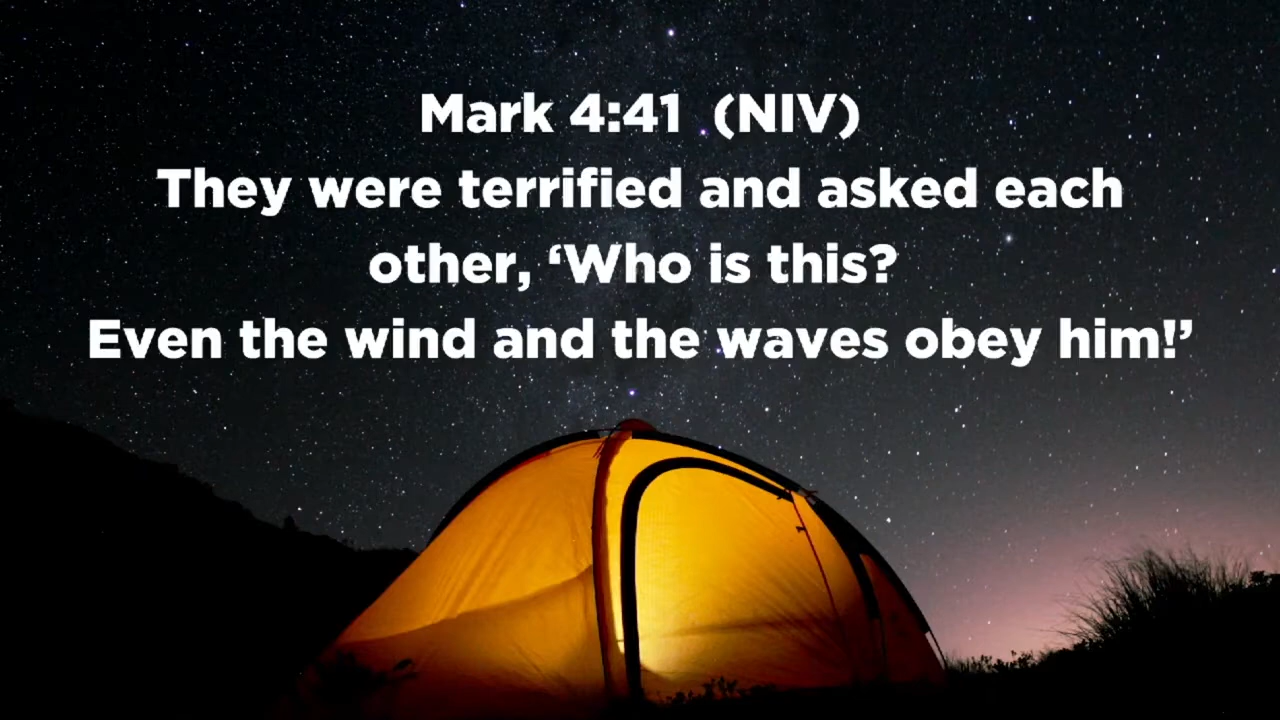 Mark 4:41  (NIV)
They were terrified and asked each
other, ‘Who is this?
Even the wind and the waves obey him!’